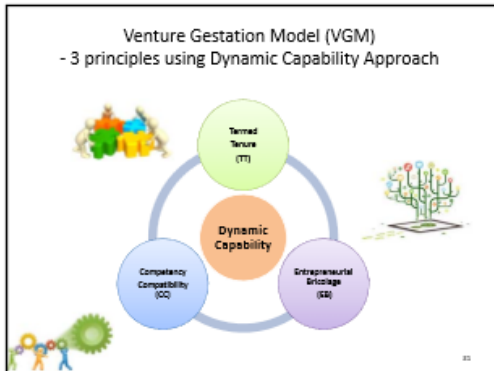 Venture Gestation Model (VGM)
- 3 principles using Dynamic Capability Approach
Termed
Tenure
(TT)
Dynamic
Capability
Competency
Compatibility
(CC)
Entrepreneurial
Bricolage
(EB)